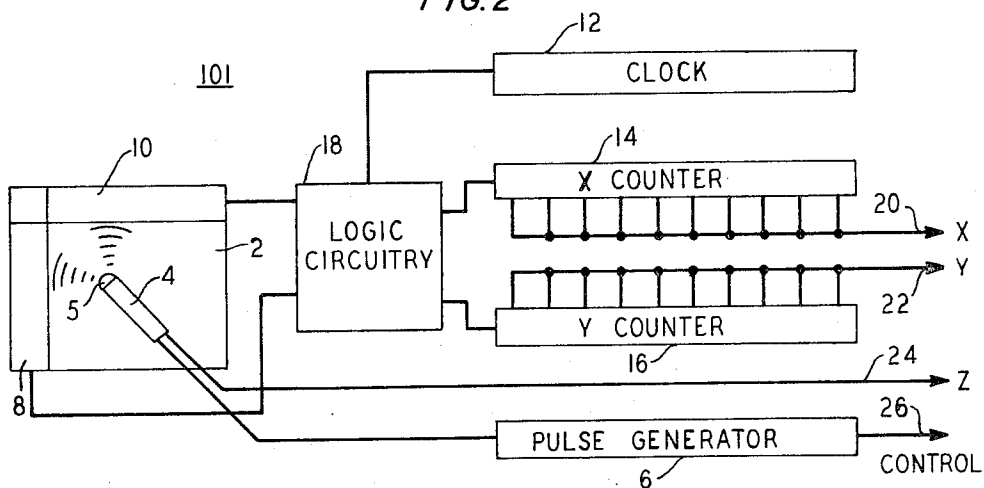 FIG. 2
12
CLOCK
101
10
18
14
X COUNTER
LOGIC
CIRCUITRY
20
X
2
4
5
Y
22
Y COUNTER
16
24
8
Z
26
PULSE GENERATOR
6
CONTROL